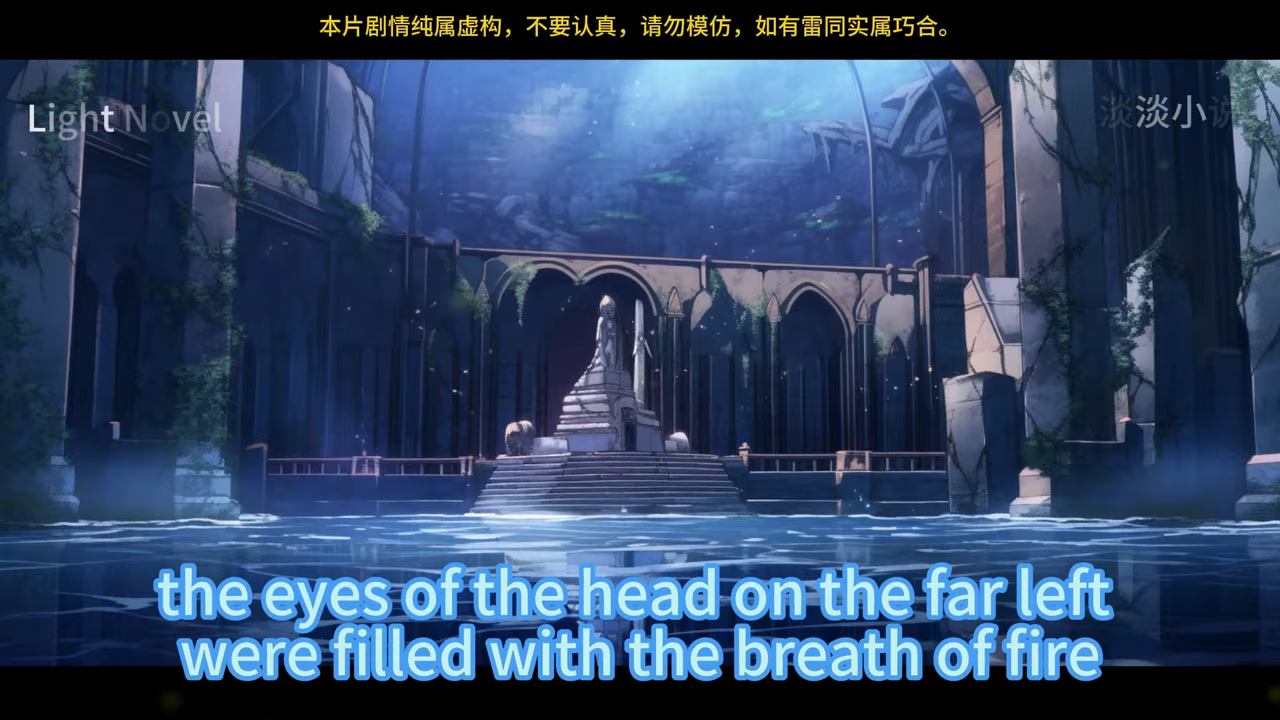 本片剧情纯属虚构，不要认真，请勿模仿，如有雷同实属巧合。
Light Novel
淡淡小说
the eyes of the head on the far left
were filled with the breath of fire